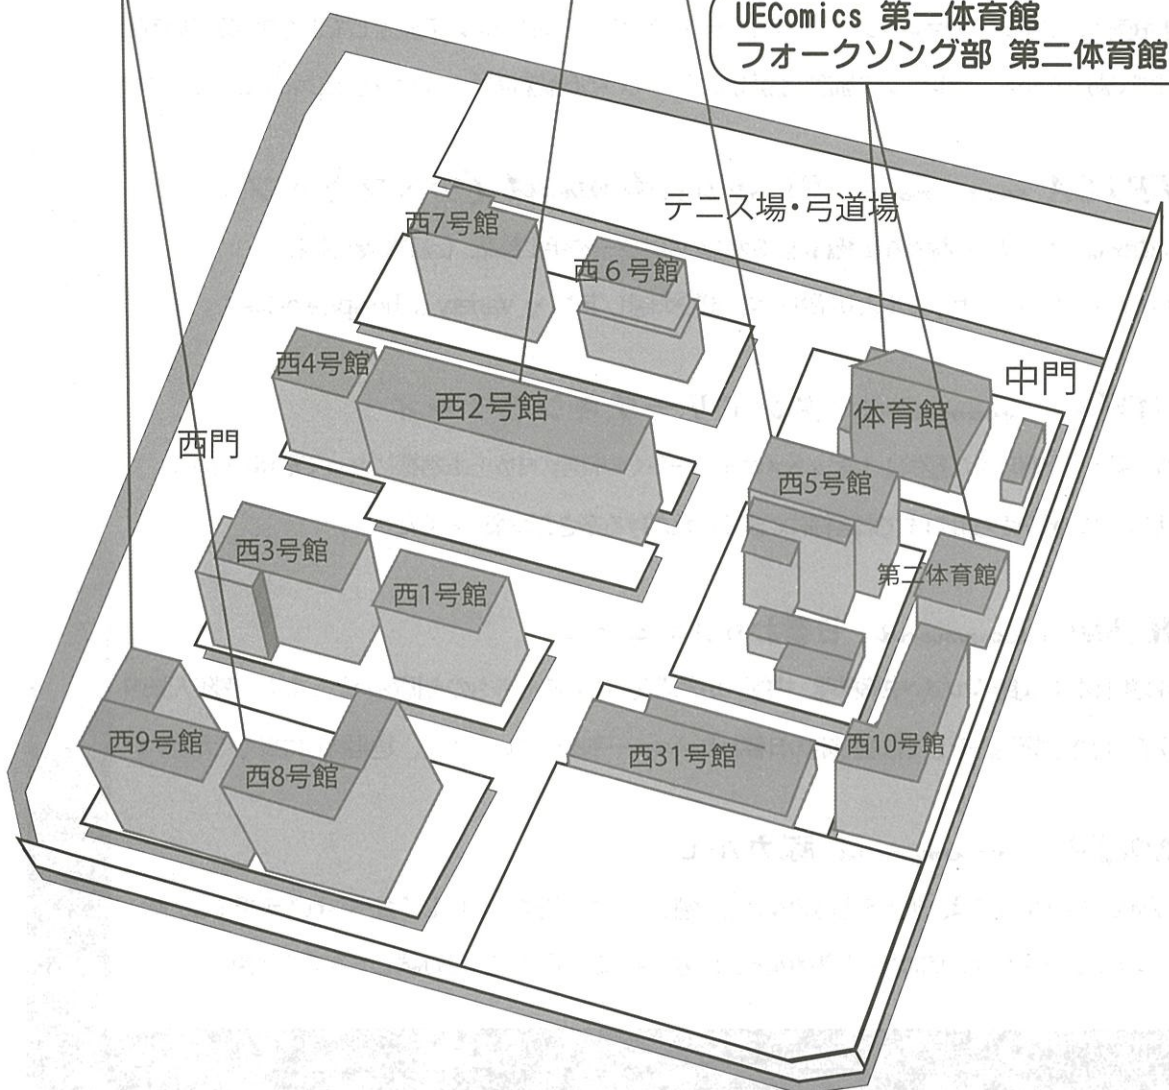 UEComics 第一体育館
フォークソング部 第二体育館
テニス場・弓道場
西7号館
西６号館
中門
西4号館
西2号館
体育館
西門
西5号館
西3号館
第二体育館
西1号館
西9号館
西8号館
西31号館
西10号館